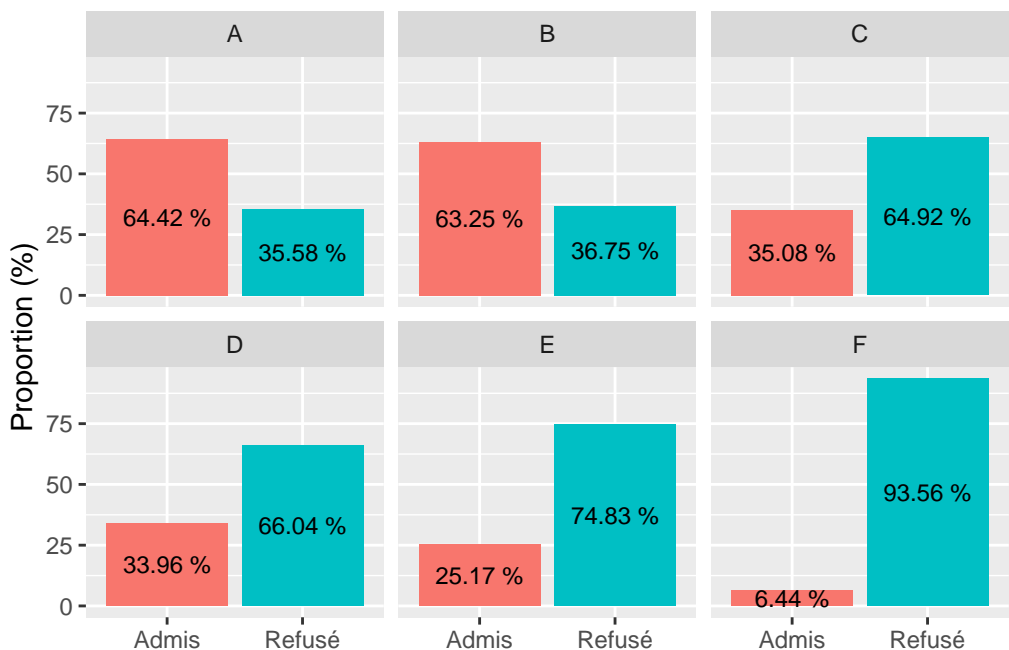 Proportion (%)
A
B
C
75
50
25
0
64.42 %
35.58 %
63.25 %
36.75 %
35.08 %
64.92 %
D
E
F
75
50
25
0
33.96 %
66.04 %
25.17 %
74.83 %
6.44 %
93.56 %
Admis
Refusé
Admis
Refusé
Admis
Refusé